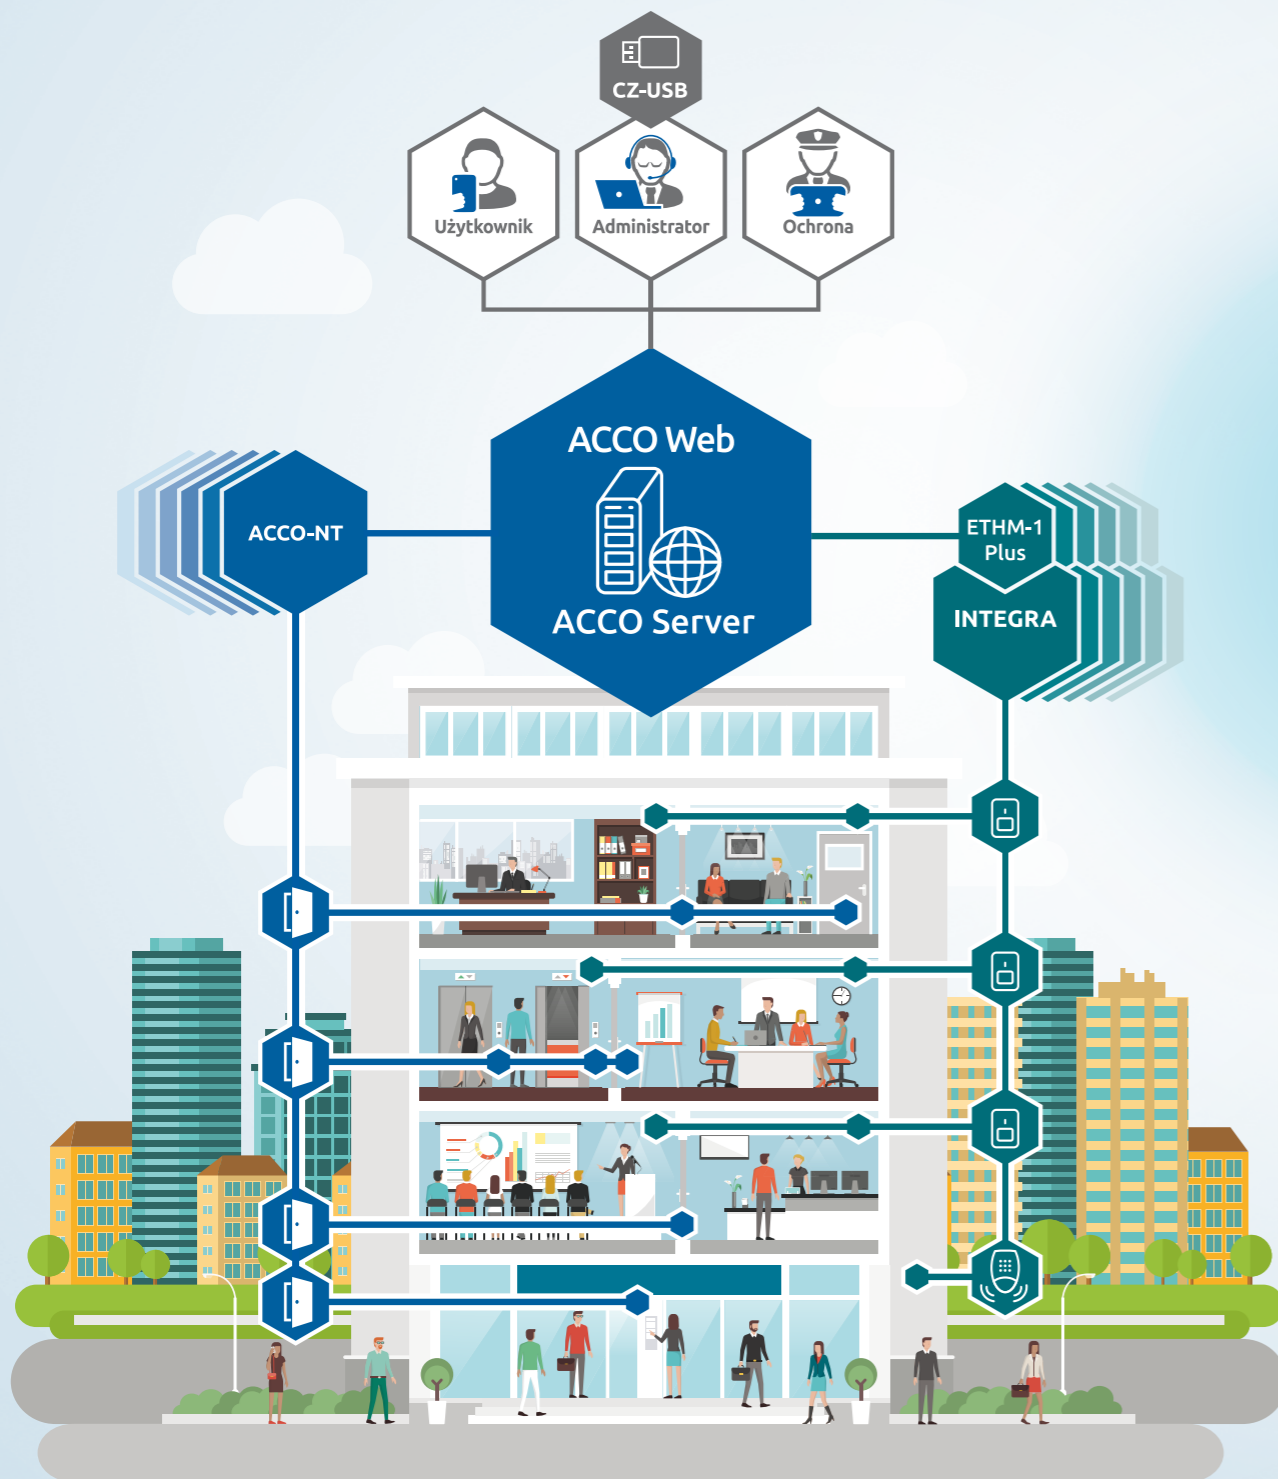 CZ-USB
Użytkownik
Administrator
Ochrona
ACCO Web
ACCO Server
ACCO-NT
ETHM-1
Plus
INTEGRA